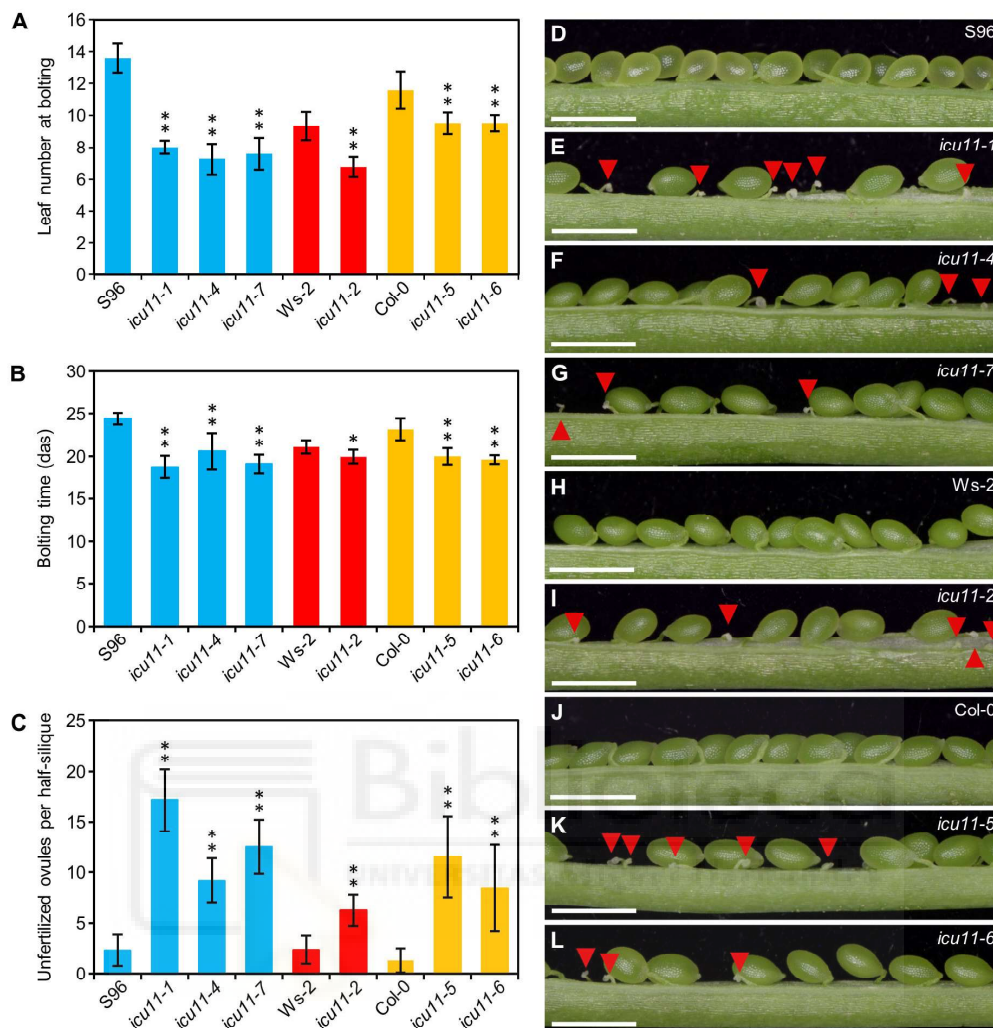 A
Leaf number at bolting
16
14
12
10
8
6
4
2
0
** ** ** ** ** **
S96 icu11-1 icu11-4 icu11-7 Ws-2 icu11-2 Col-0 icu11-5 icu11-6
B
Bolting time (das)
30
25
20
15
10
5
0
** ** ** * ** **
S96 icu11-1 icu11-4 icu11-7 Ws-2 icu11-2 Col-0 icu11-5 icu11-6
C
Unfertilized ovules per half-silique
25
20
15
10
5
0
** ** ** ** ** **
S96 icu11-1 icu11-4 icu11-7 Ws-2 icu11-2 Col-0 icu11-5 icu11-6
D S96
E icu11-1
F icu11-4
G icu11-7
H Ws-2
I icu11-2
J Col-0
K icu11-5
L icu11-6